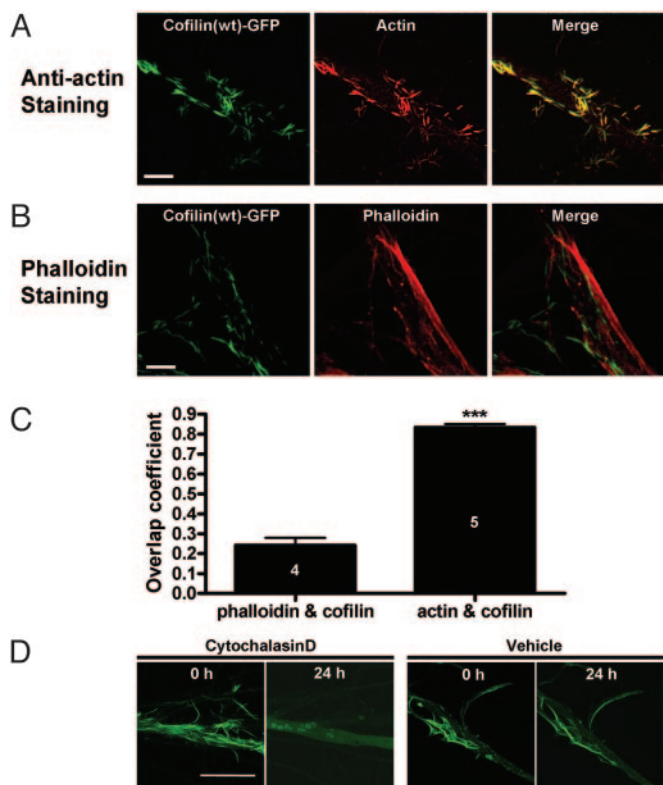 A
Cofilin(wt)-GFP Actin Merge
Anti-actin
Staining
B
Cofilin(wt)-GFP Phalloidin Merge
Phalloidin
Staining
C
Overlap coefficient
0.9
0.8
0.7
0.6
0.5
0.4
0.3
0.2
0.1
0.0
***
4
5
phalloidin & cofilin actin & cofilin
D
CytochalasinD Vehicle
0 h 24 h 0 h 24 h